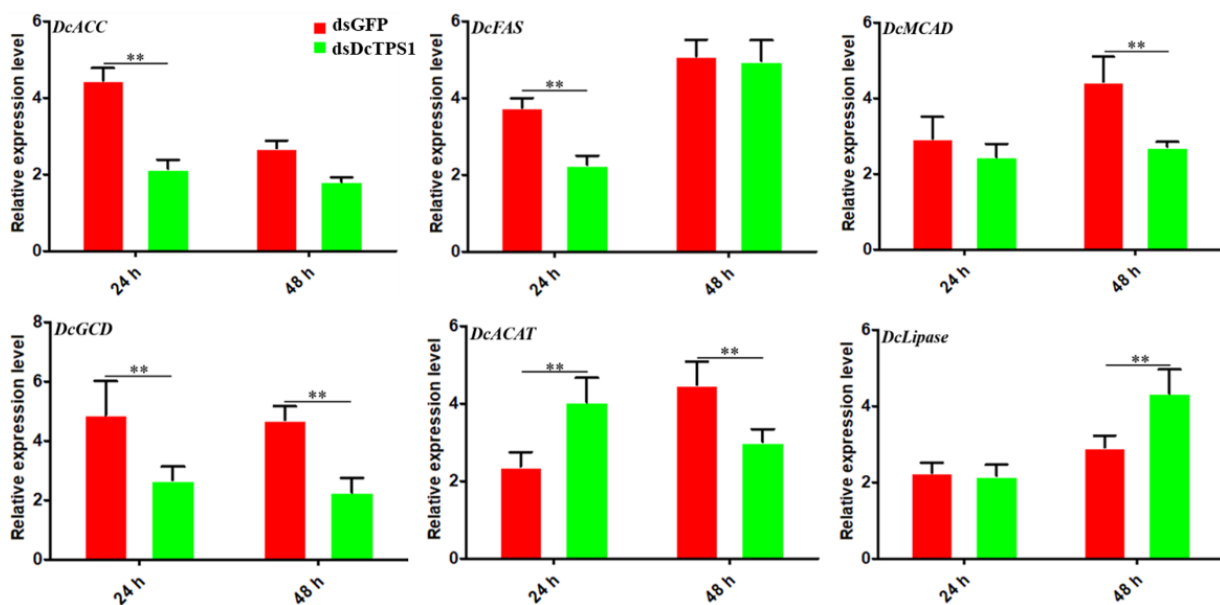 DcACC
dsGFP
dsDcTPS1
Relative expression level
6
4
2
0
**
24 h
48 h
DcFAS
Relative expression level
6
4
2
0
**
24 h
48 h
DcMCAD
Relative expression level
6
4
2
0
**
24 h
48 h
DcGCD
Relative expression level
8
6
4
2
0
**
**
24 h
48 h
DcACAT
Relative expression level
6
4
2
0
**
**
24 h
48 h
DcLipase
Relative expression level
6
4
2
0
**
24 h
48 h